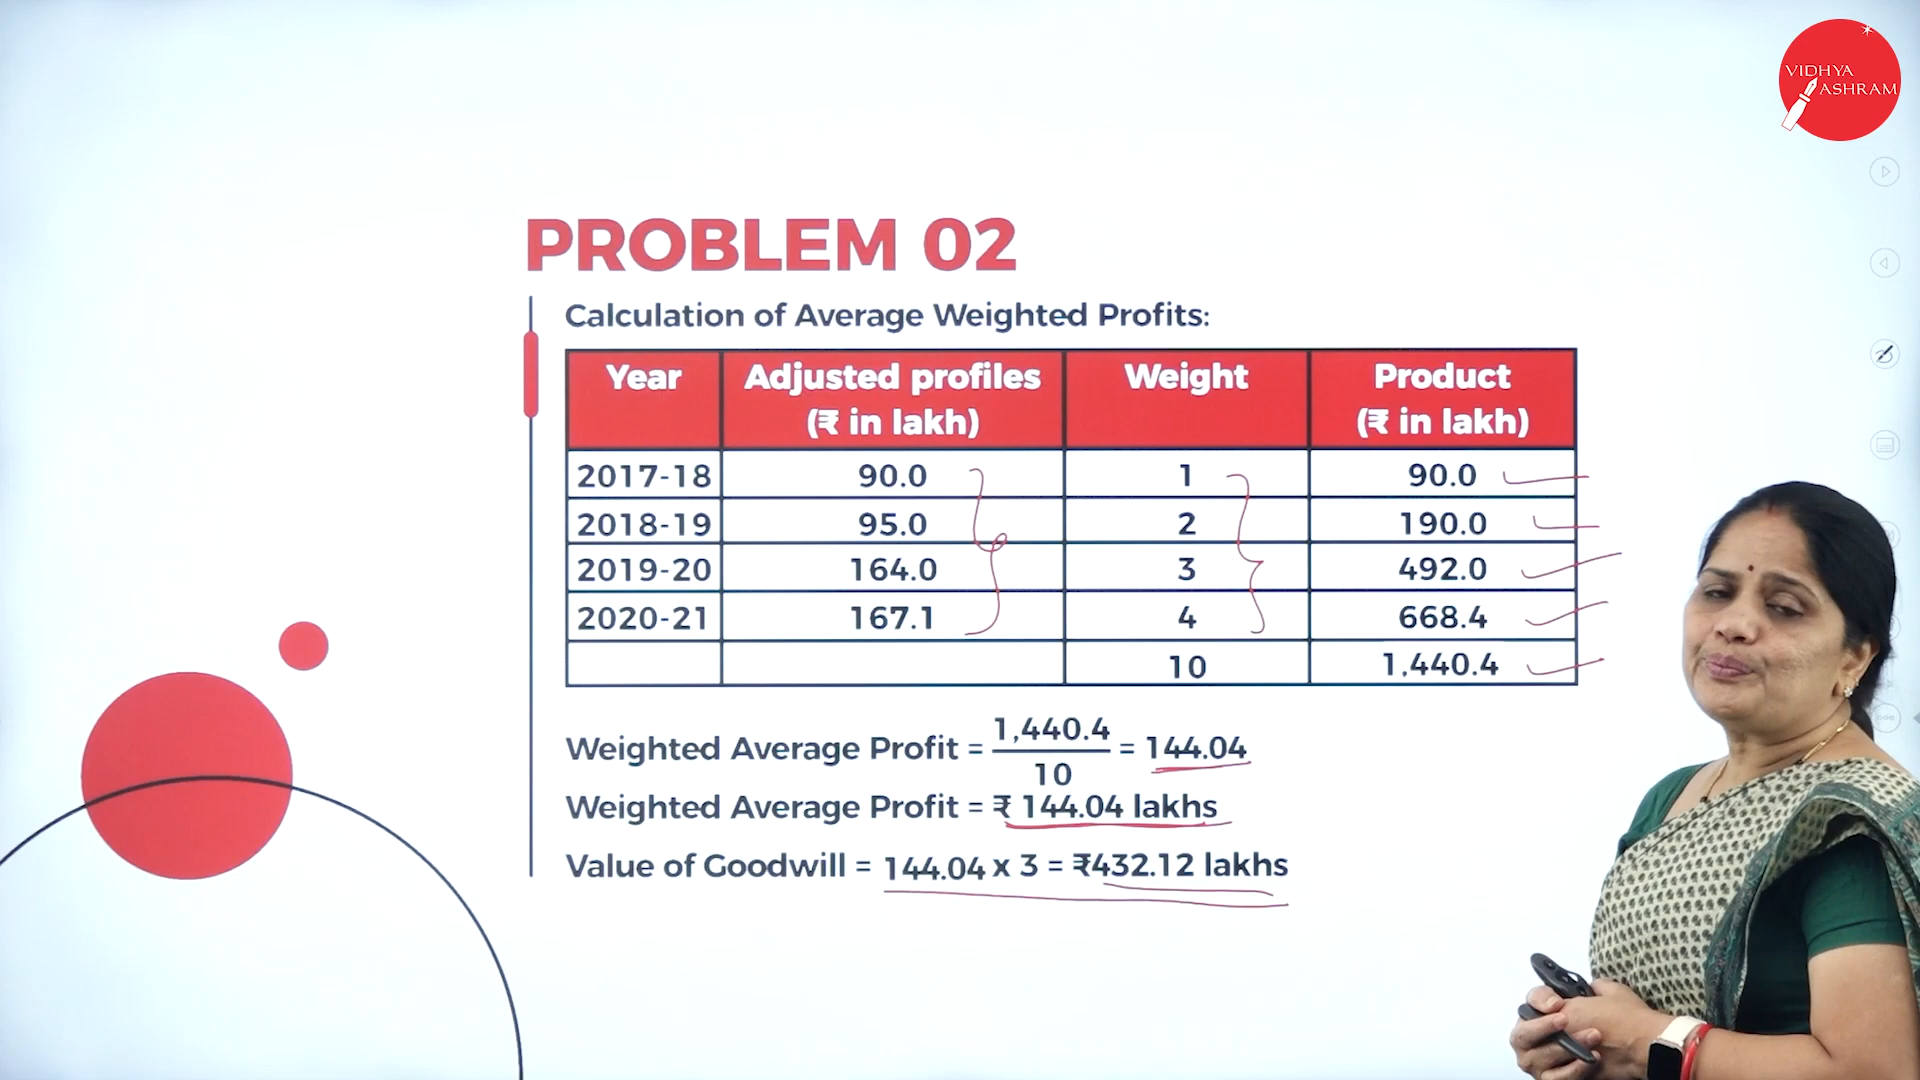 VIDHYA
ASHRAM
PROBLEM 02
Calculation of Average Weighted Profits:
Year Adjusted profiles (₹ in lakh) Weight Product (₹ in lakh)
2017-18 90.0 1 90.0
2018-19 95.0 2 190.0
2019-20 164.0 3 492.0
2020-21 167.1 4 668.4
10 1,440.4
Weighted Average Profit = 1,440.4 / 10 = 144.04
Weighted Average Profit = ₹ 144.04 lakhs
Value of Goodwill = 144.04 x 3 = ₹432.12 lakhs